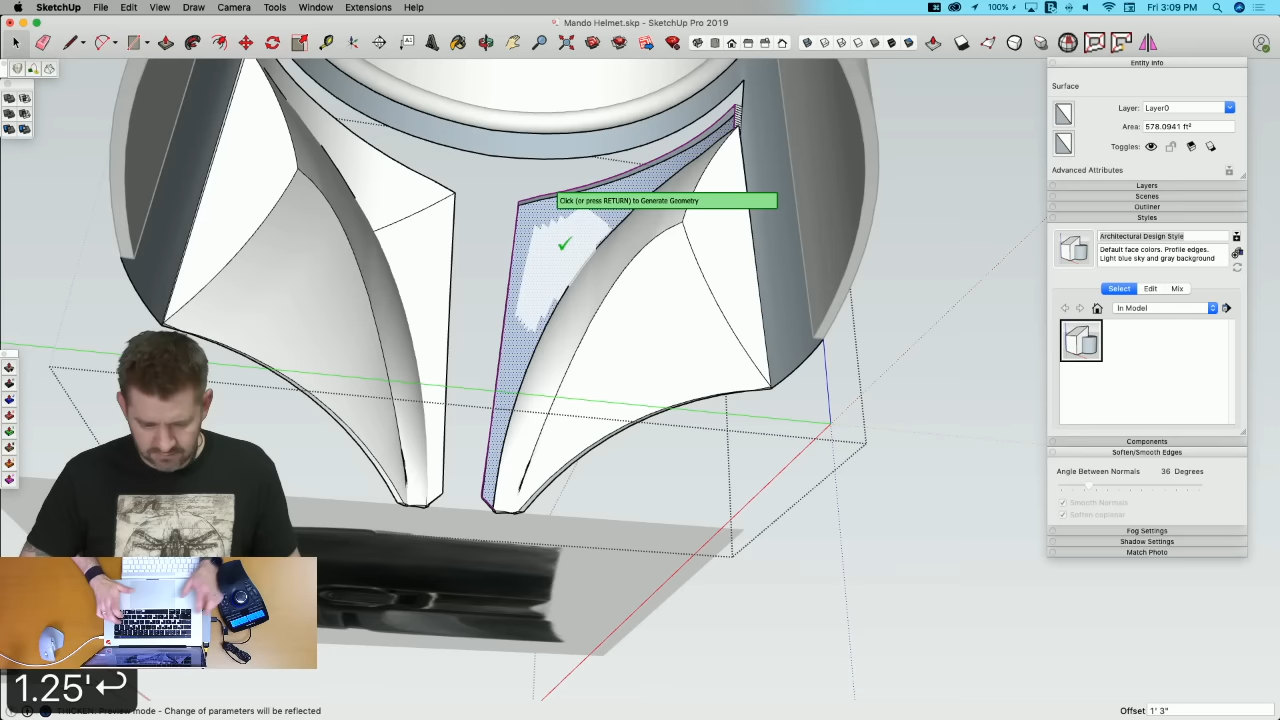 SketchUp File Edit View Draw Camera Tools Window Extensions Help
100% Fri 3:09 PM
Mando Helmet.skp - SketchUp Pro 2019
Entity Info
Surface
Layer: Layer0
Area: 578.0941 ft²
Toggles:
Advanced Attributes
Layers
Scenes
Outliner
Styles
Architectural Design Style
Default face colors. Profile edges.
Light blue sky and gray background
Select Edit Mix
In Model
Components
Soften/Smooth Edges
Angle Between Normals 36 Degrees
Smooth Normals
Soften coplanar
Fog Settings
Shadow Settings
Match Photo
Click (or press RETURN) to Generate Geometry
1.25'↩
THICKEN: Preview mode - Change of parameters will be reflected
Offset 1' 3"